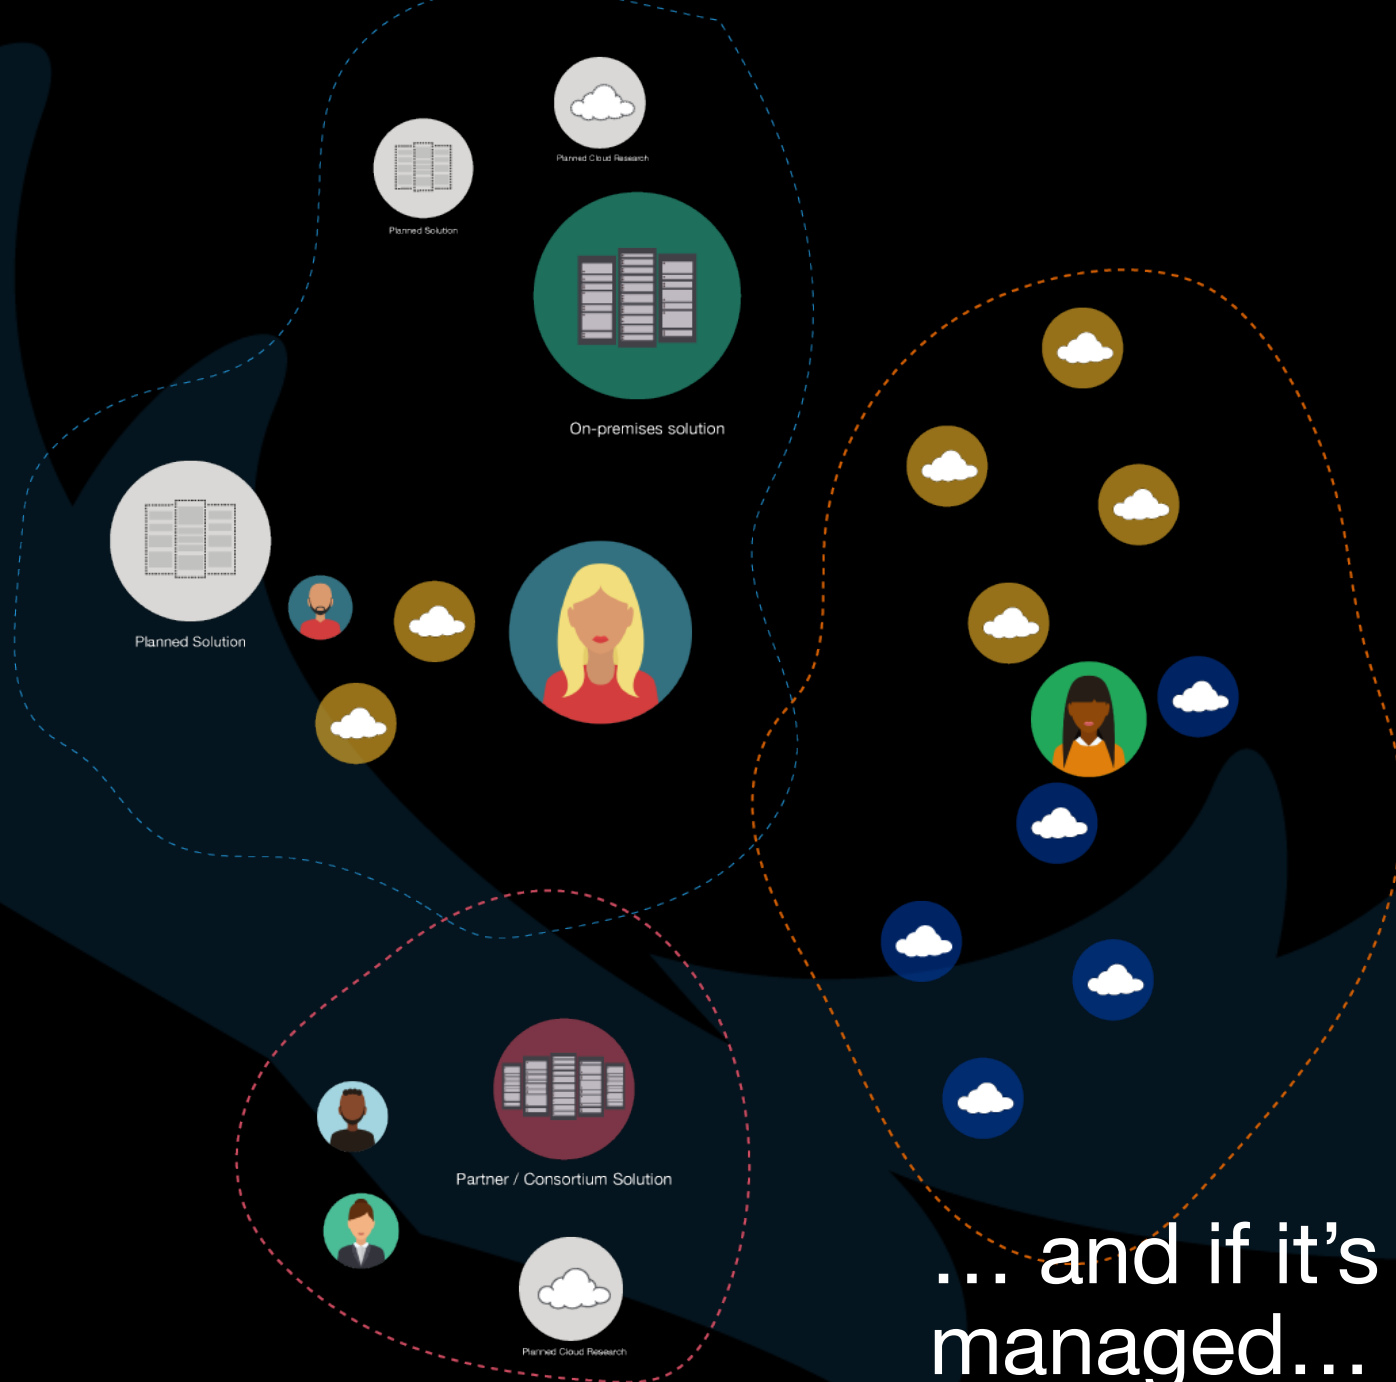 Planned Cloud Research
Planned Solution
On-premises solution
Planned Solution
Partner / Consortium Solution
Planned Cloud Research
... and if it's
managed...